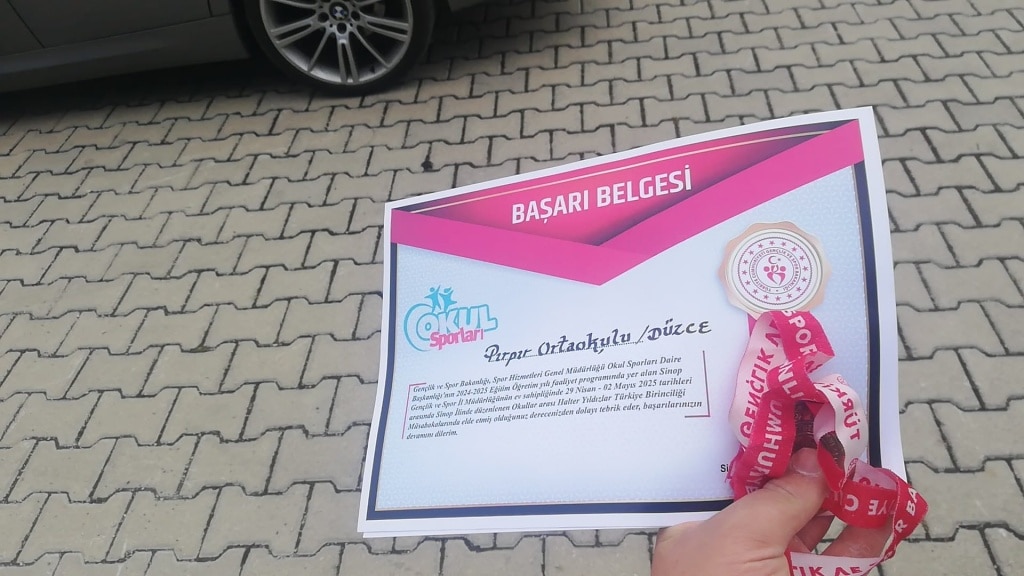 BAŞARI BELGESİ
OKUL
Sporları
Pırpır Ortaokulu / DÜZCE
Gençlik ve Spor Bakanlığı, Spor Hizmetleri Genel Müdürlüğü Okul Sporları Daire
Başkanlığı'nın 2024-2025 Eğitim Öğretim yılı faaliyet programında yer alan Sinop
Gençlik ve Spor İl Müdürlüğünün ev sahipliğinde 29 Nisan - 02 Mayıs 2025 tarihleri
arasında Sinop İlinde düzenlenen Okullar arası Halter Yıldızlar Türkiye Birinciliği
Müsabakalarında elde etmiş olduğunuz derecenizden dolayı tebrik eder, başarılarınızın
devamını dilerim.
GENÇLİK
SPOR